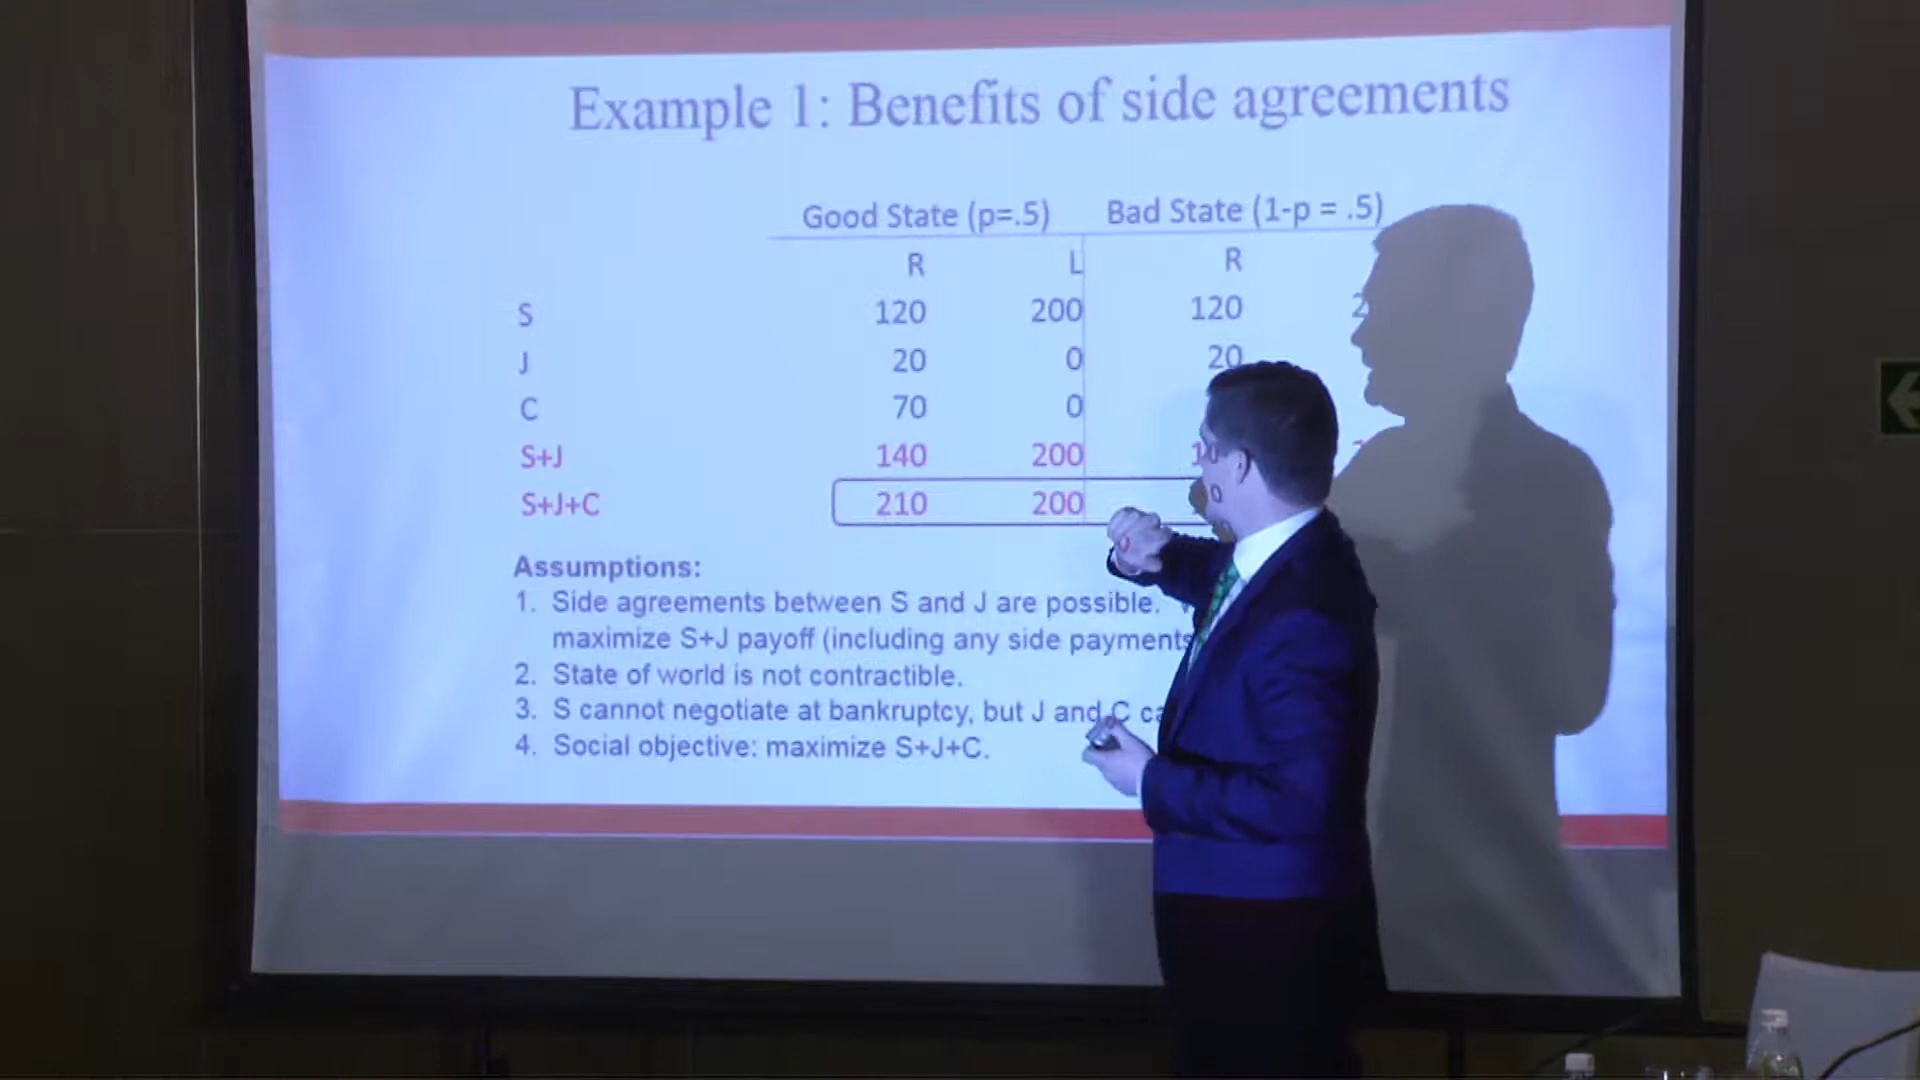 Example 1: Benefits of side agreements
Good State (p=.5) Bad State (1-p = .5)
R L R
S 120 200 120
J 20 0 20
C 70 0
S+J 140 200
S+J+C 210 200
Assumptions:
1. Side agreements between S and J are possible.
maximize S+J payoff (including any side payments
2. State of world is not contractible.
3. S cannot negotiate at bankruptcy, but J and C
4. Social objective: maximize S+J+C.